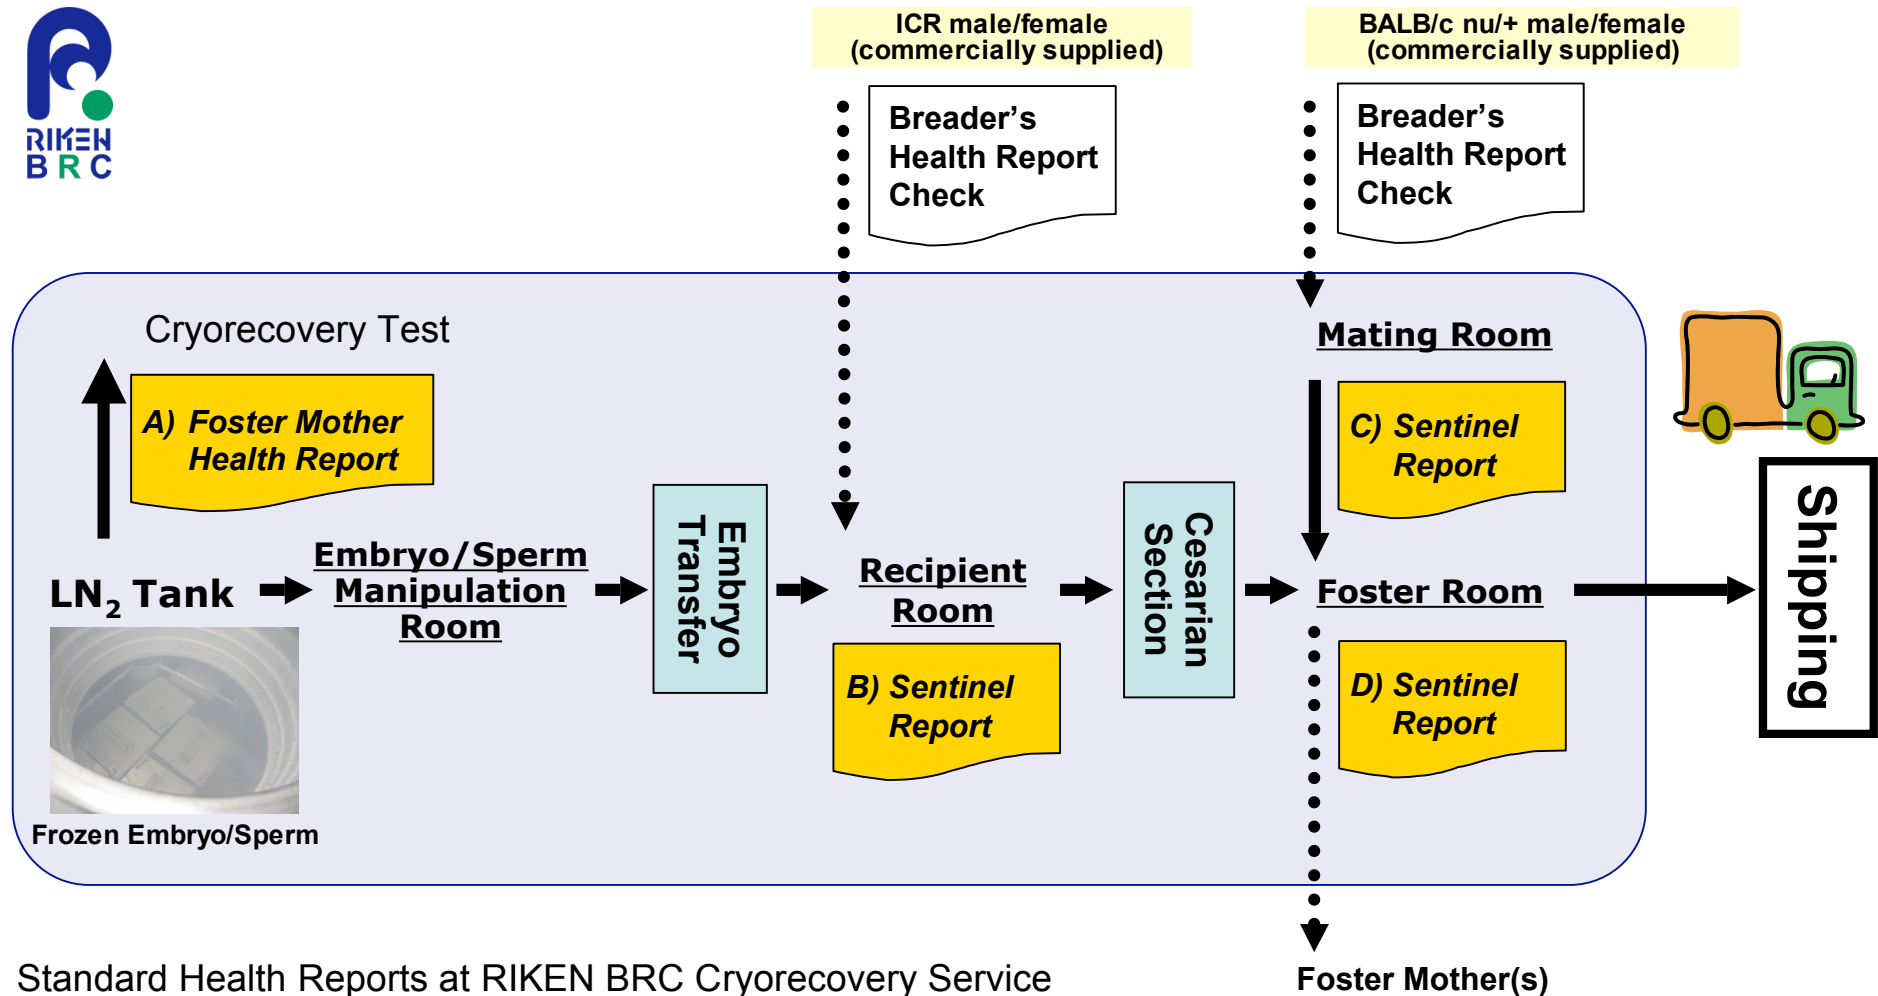 RIKEN
BRC
ICR male/female
(commercially supplied)
BALB/c nu/+ male/female
(commercially supplied)
Breader’s
Health Report
Check
Breader’s
Health Report
Check
Cryorecovery Test
A) Foster Mother
Health Report
Mating Room
C) Sentinel
Report
LN₂ Tank
Embryo/Sperm
Manipulation
Room
Embryo
Transfer
Recipient
Room
Cesarian
Section
Foster Room
Shipping
B) Sentinel
Report
D) Sentinel
Report
Frozen Embryo/Sperm
Standard Health Reports at RIKEN BRC Cryorecovery Service
Foster Mother(s)